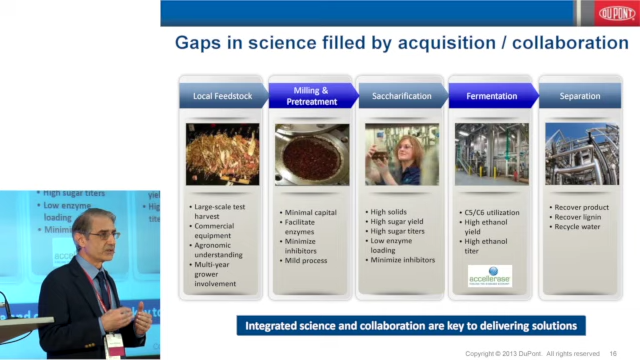 DUPONT
Gaps in science filled by acquisition / collaboration
Local Feedstock
Milling &
Pretreatment
Saccharification
Fermentation
Separation
• Large-scale test
harvest
• Commercial
equipment
• Agronomic
understanding
• Multi-year
grower
involvement
• Minimal capital
• Facilitate
enzymes
• Minimize
inhibitors
• Mild process
• High solids
• High sugar yield
• High sugar titers
• Low enzyme
loading
• Minimize inhibitors
• C5/C6 utilization
• High ethanol
yield
• High ethanol
titer
accellerase
• Recover product
• Recover lignin
• Recycle water
Integrated science and collaboration are key to delivering solutions
Copyright © 2013 DuPont. All rights reserved 16
High sugar titers
Low enzyme
loading